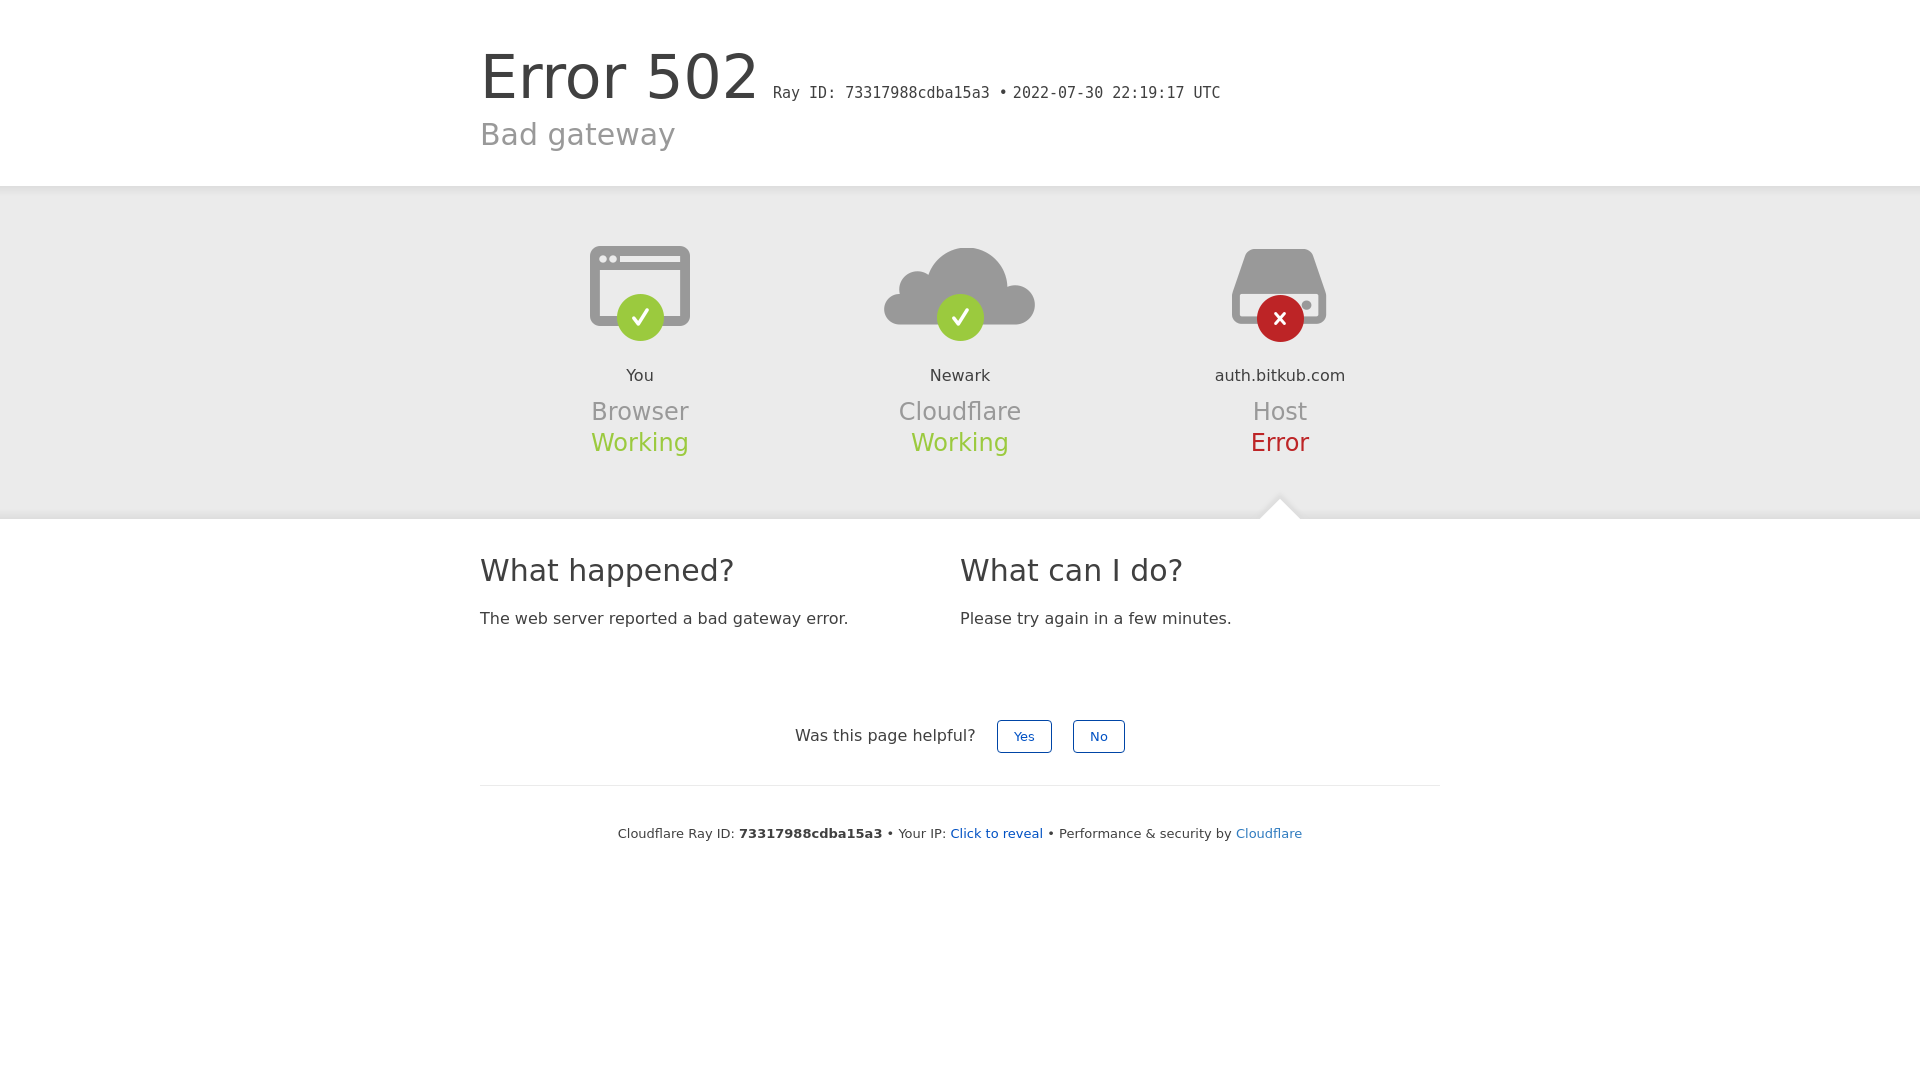 Error 502 Ray ID: 73317988cdba15a3 • 2022-07-30 22:19:17 UTC
Bad gateway
You
Browser
Working
Newark
Cloudflare
Working
auth.bitkub.com
Host
Error
What happened?
The web server reported a bad gateway error.
What can I do?
Please try again in a few minutes.
Was this page helpful? Yes No
Cloudflare Ray ID: 73317988cdba15a3 • Your IP: Click to reveal • Performance & security by Cloudflare